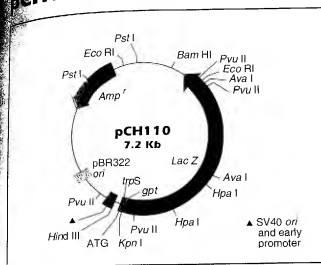 Pst I
Eco RI
Bam HI
Pvu II
Eco RI
Ava I
Pvu II
Pst I
Amp r
pCH110
7.2 Kb
Lac Z
pBR322
ori
trpS
gpt
Ava I
Hpa I
Pvu II
Hind III
ATG
Kpn I
Pvu II
Hpa I
▲ SV40 ori
and early
promoter